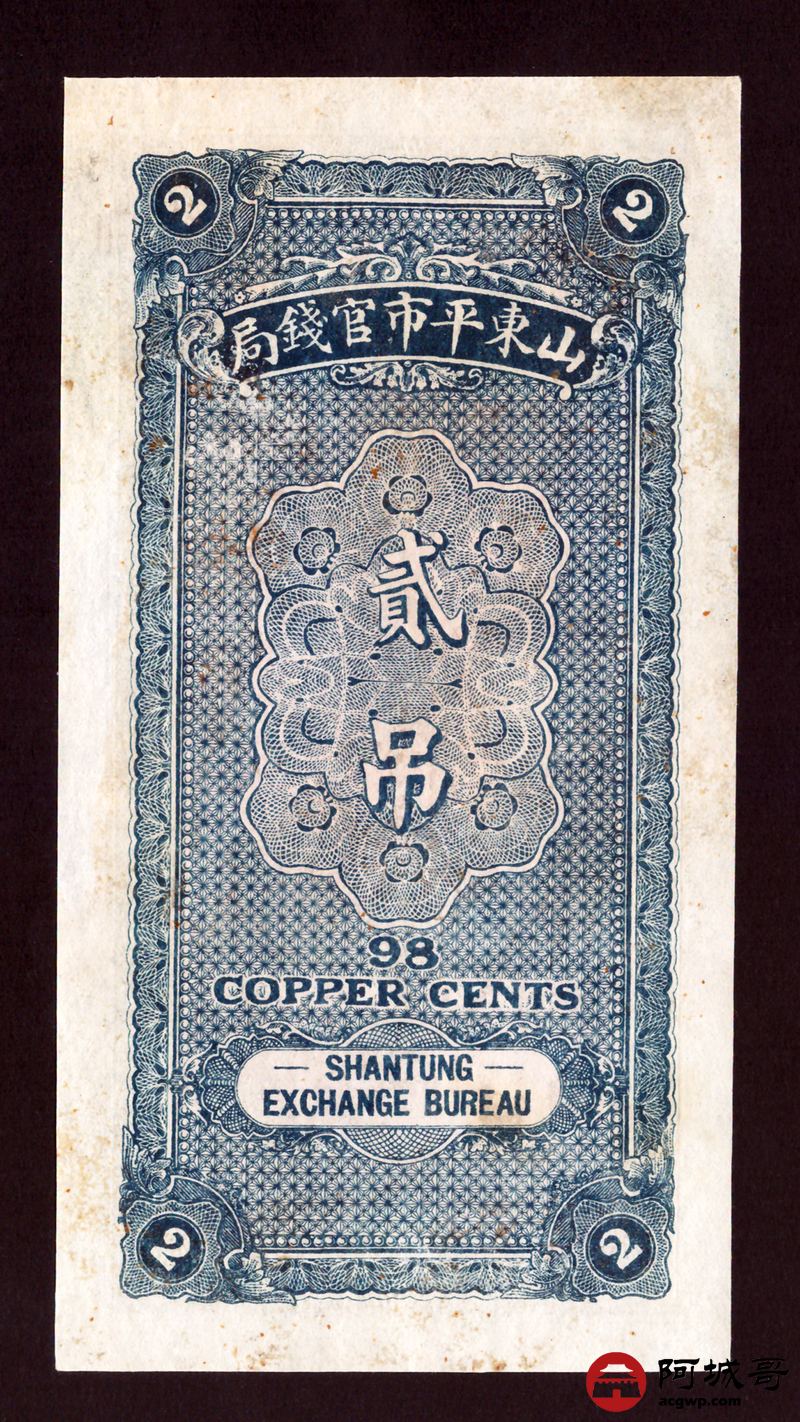 2 2
山東平市官錢局
貳
吊
98
COPPER CENTS
— SHANTUNG —
EXCHANGE BUREAU
2 2
阿城哥
acgwp.com